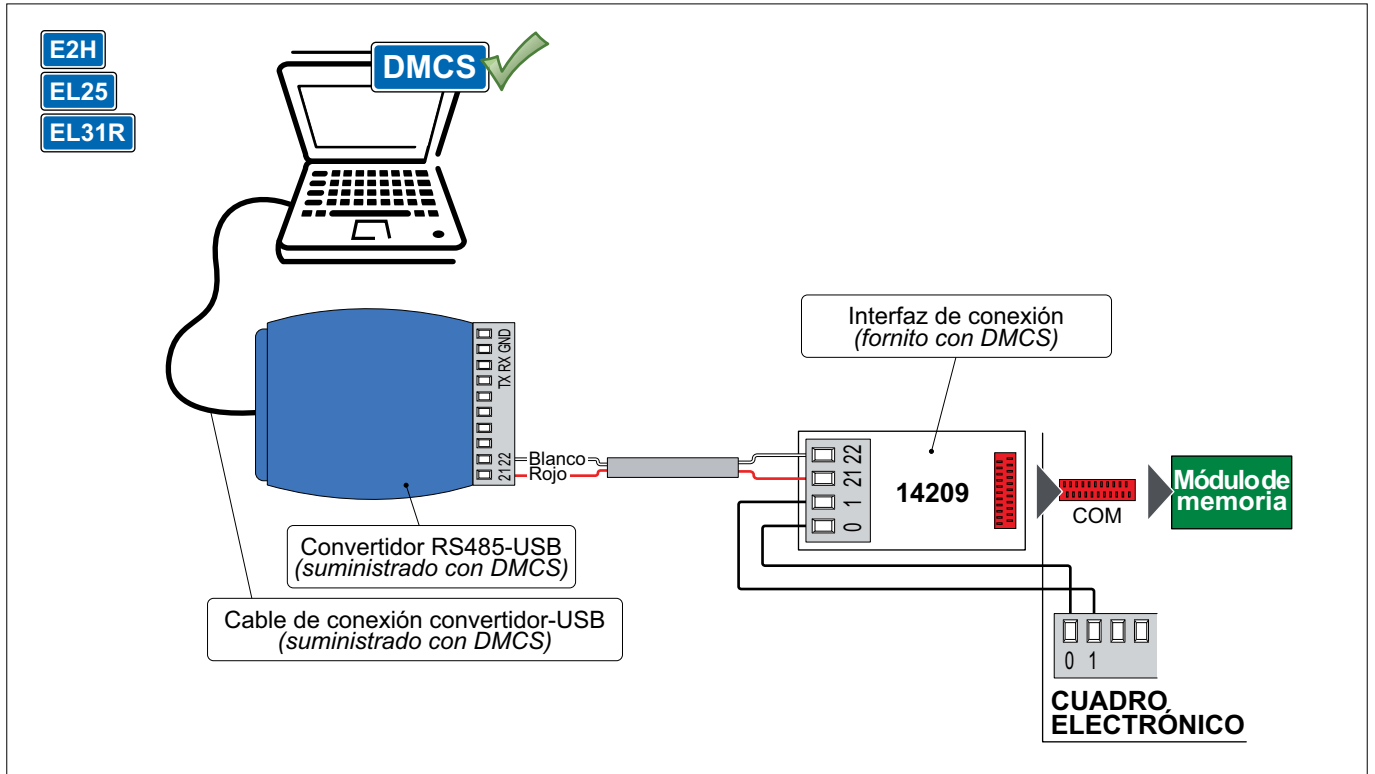 E2H
EL25
EL31R
DMCS
Interfaz de conexión
(fornito con DMCS)
TX RX GND
21 22
Blanco
Rojo
22
21
1
0
14209
COM
Módulo de
memoria
Convertidor RS485-USB
(suministrado con DMCS)
Cable de conexión convertidor-USB
(suministrado con DMCS)
0 1
CUADRO
ELECTRÓNICO